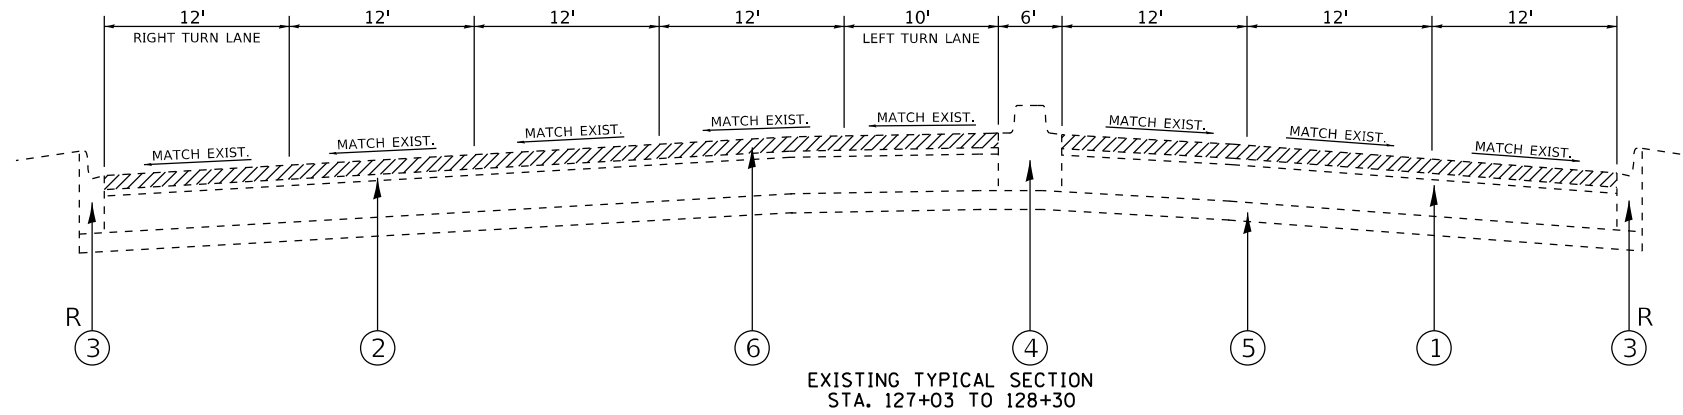 12' 12' 12' 12' 10' 6' 12' 12' 12'
RIGHT TURN LANE LEFT TURN LANE
MATCH EXIST. MATCH EXIST. MATCH EXIST. MATCH EXIST. MATCH EXIST. MATCH EXIST. MATCH EXIST. MATCH EXIST.
R R
3 2 6 4 5 1 3
EXISTING TYPICAL SECTION
STA. 127+03 TO 128+30